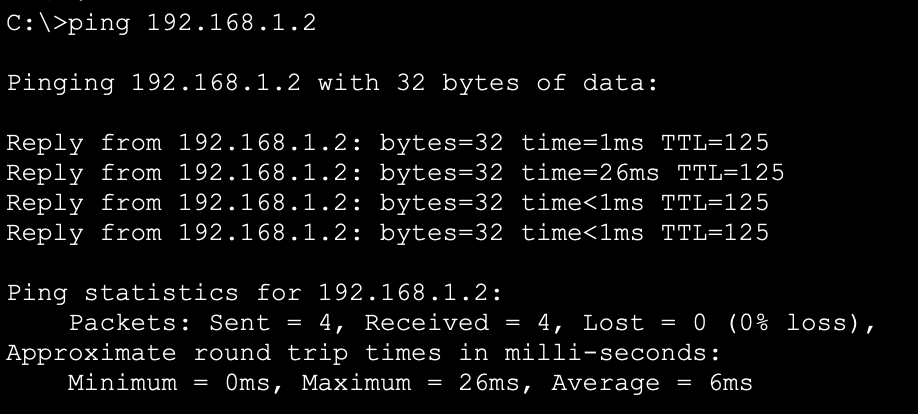 C:\>ping 192.168.1.2
Pinging 192.168.1.2 with 32 bytes of data:
Reply from 192.168.1.2: bytes=32 time=1ms TTL=125
Reply from 192.168.1.2: bytes=32 time=26ms TTL=125
Reply from 192.168.1.2: bytes=32 time<1ms TTL=125
Reply from 192.168.1.2: bytes=32 time<1ms TTL=125
Ping statistics for 192.168.1.2:
    Packets: Sent = 4, Received = 4, Lost = 0 (0% loss),
Approximate round trip times in milli-seconds:
    Minimum = 0ms, Maximum = 26ms, Average = 6ms